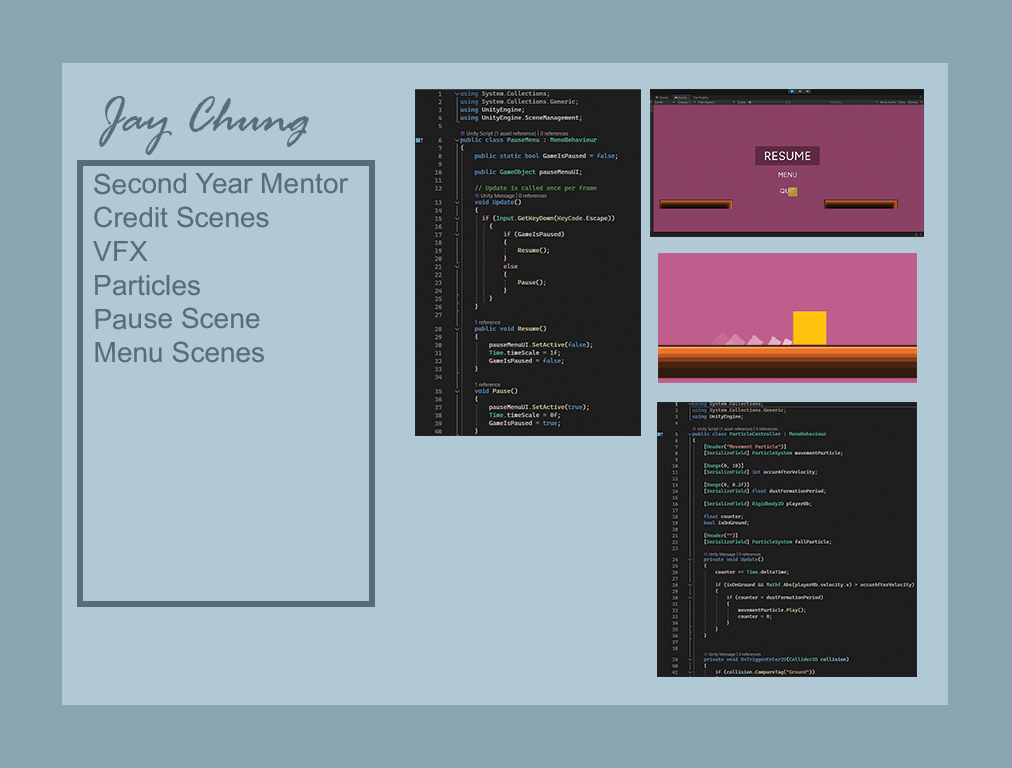 Jay Chung
Second Year Mentor
Credit Scenes
VFX
Particles
Pause Scene
Menu Scenes
1 using System.Collections;
2 using System.Collections.Generic;
3 using UnityEngine;
4 using UnityEngine.SceneManagement;
5
Unity Script (1 asset reference) | 0 references
6 public class PauseMenu : MonoBehaviour
7 {
8 public static bool GameIsPaused = false;
9
10 public GameObject pauseMenuUI;
11
12 // Update is called once per frame
Unity Message | 0 references
13 void Update()
14 {
15 if (Input.GetKeyDown(KeyCode.Escape))
16 {
17 if (GameIsPaused)
18 {
19 Resume();
20 }
21 else
22 {
23 Pause();
24 }
25 }
26 }
27
1 reference
28 public void Resume()
29 {
30 pauseMenuUI.SetActive(false);
31 Time.timeScale = 1f;
32 GameIsPaused = false;
33 }
34
1 reference
35 void Pause()
36 {
37 pauseMenuUI.SetActive(true);
38 Time.timeScale = 0f;
39 GameIsPaused = true;
40 }
RESUME
MENU
1 using System.Collections;
2 using System.Collections.Generic;
3 using UnityEngine;
4
Unity Script (1 asset reference) | 0 references
5 public class ParticleController : MonoBehaviour
6 {
7 [Header("Movement Particle")]
8 [SerializeField] ParticleSystem movementParticle;
9
10 [Range(0, 10)]
11 [SerializeField] int occurAfterVelocity;
12
13 [Range(0, 0.2f)]
14 [SerializeField] float dustFormationPeriod;
15
16 [SerializeField] Rigidbody2D playerRb;
17
18 float counter;
19 bool isOnGround;
20
21 [Header("")]
22 [SerializeField] ParticleSystem fallParticle;
23
Unity Message | 0 references
24 private void Update()
25 {
26 counter += Time.deltaTime;
27
28 if (isOnGround && Mathf.Abs(playerRb.velocity.x) > occurAfterVelocity)
29 {
30 if (counter > dustFormationPeriod)
31 {
32 movementParticle.Play();
33 counter = 0;
34 }
35 }
36 }
37
38
Unity Message | 0 references
39 private void OnTriggerEnter2D(Collider2D collision)
40 {
41 if (collision.CompareTag("Ground"))